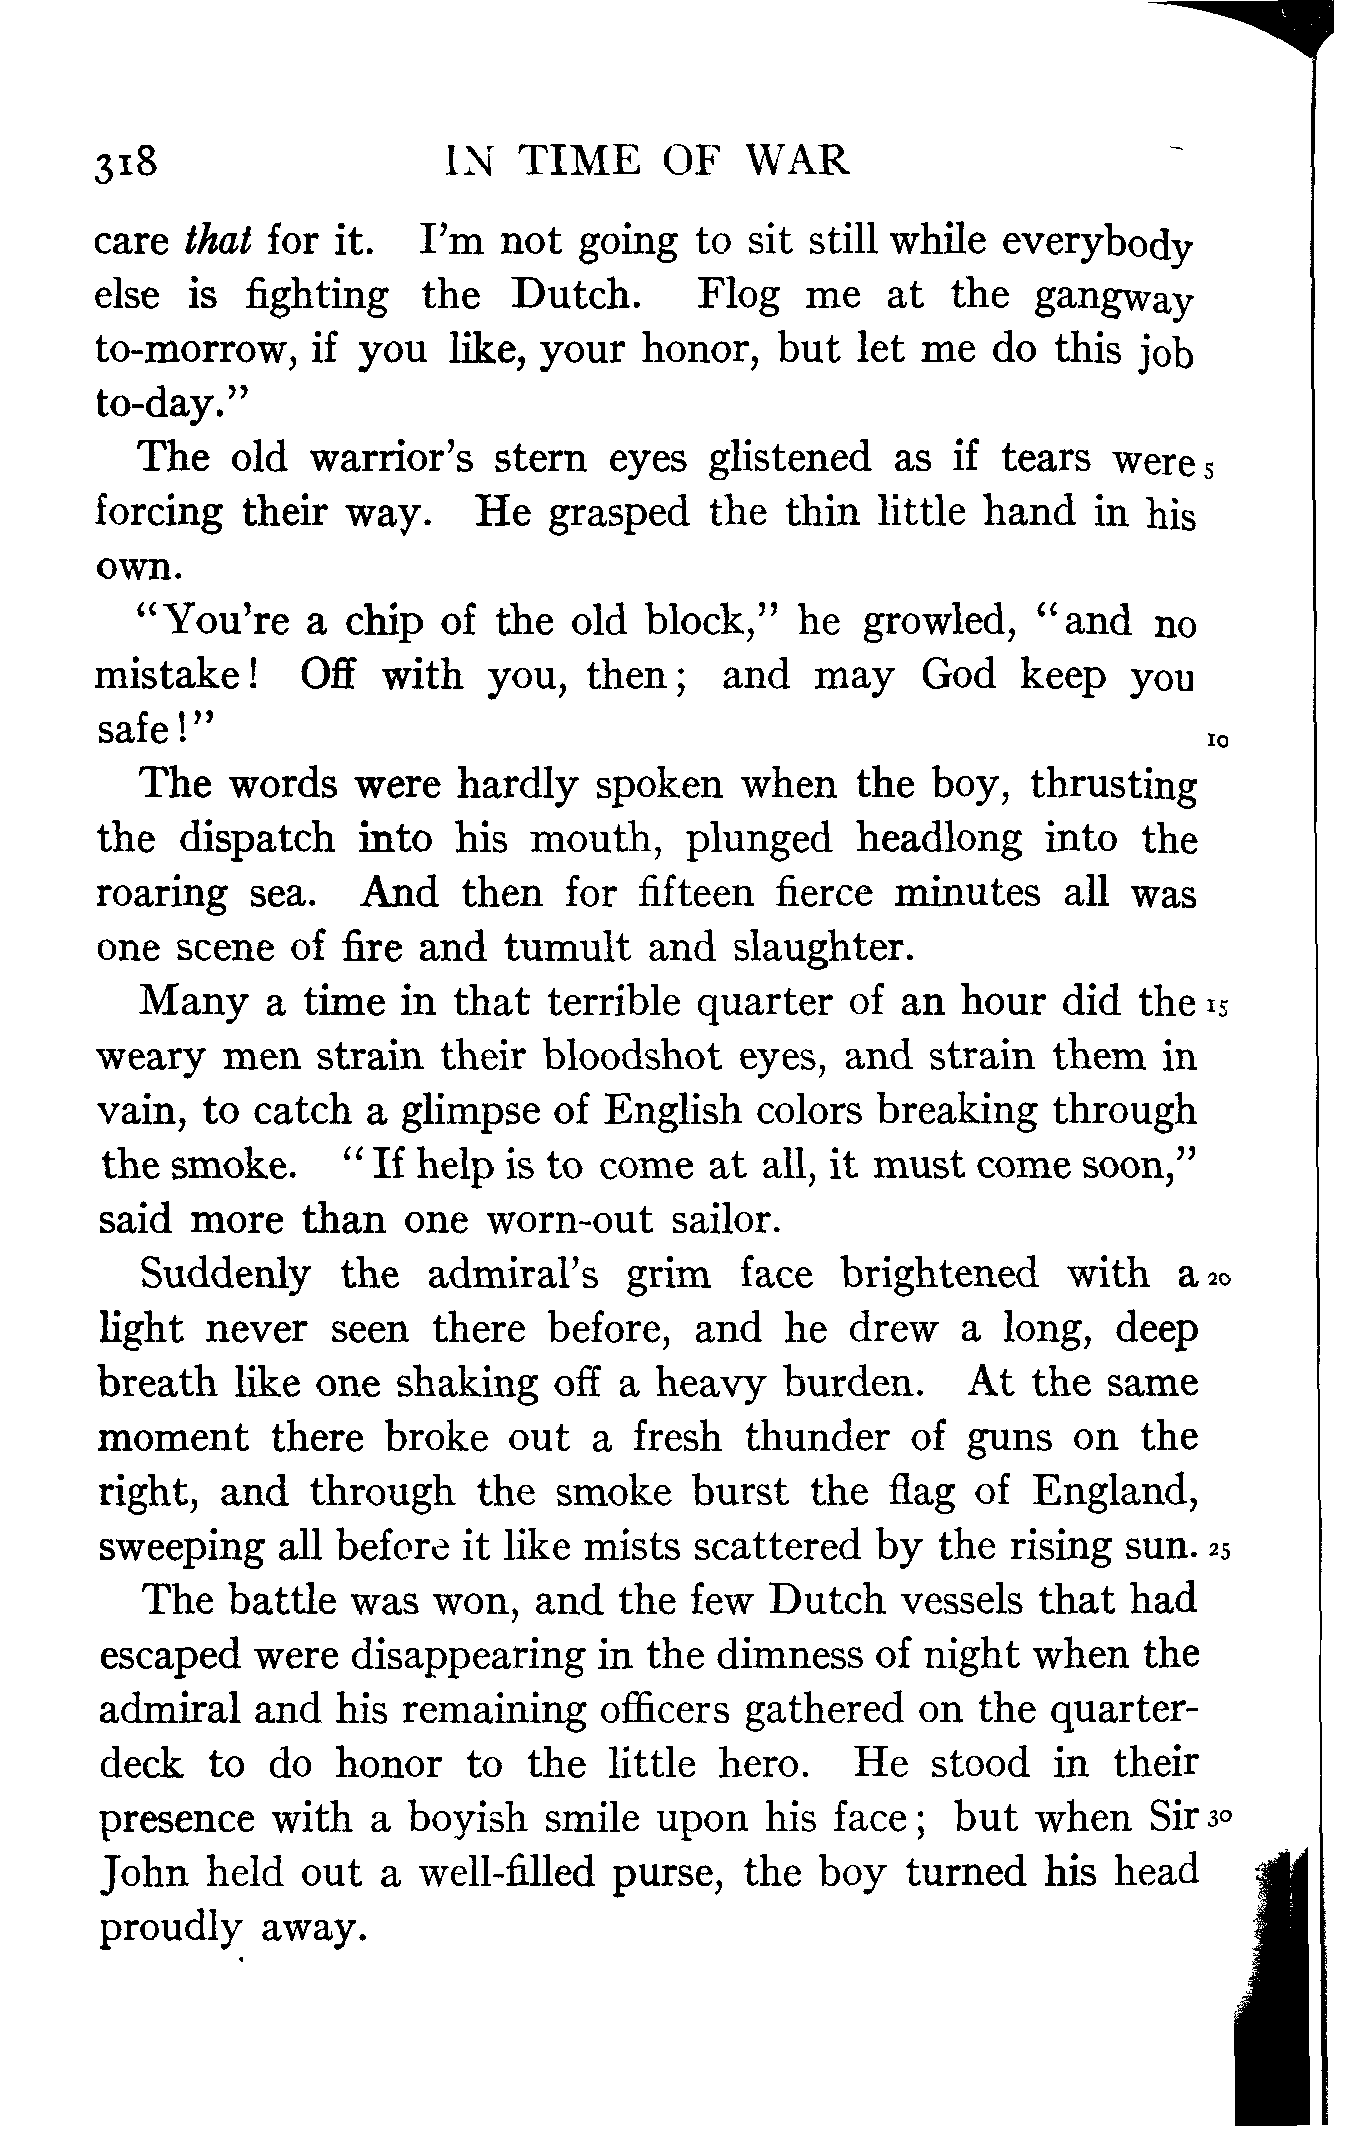 318 IN TIME OF WAR
care that for it. I'm not going to sit still while everybody
else is fighting the Dutch. Flog me at the gangway
to-morrow, if you like, your honor, but let me do this job
to-day."
The old warrior's stern eyes glistened as if tears were 5
forcing their way. He grasped the thin little hand in his
own.
"You're a chip of the old block," he growled, "and no
mistake! Off with you, then; and may God keep you
safe!" 10
The words were hardly spoken when the boy, thrusting
the dispatch into his mouth, plunged headlong into the
roaring sea. And then for fifteen fierce minutes all was
one scene of fire and tumult and slaughter.
Many a time in that terrible quarter of an hour did the 15
weary men strain their bloodshot eyes, and strain them in
vain, to catch a glimpse of English colors breaking through
the smoke. "If help is to come at all, it must come soon,"
said more than one worn-out sailor.
Suddenly the admiral's grim face brightened with a 20
light never seen there before, and he drew a long, deep
breath like one shaking off a heavy burden. At the same
moment there broke out a fresh thunder of guns on the
right, and through the smoke burst the flag of England,
sweeping all before it like mists scattered by the rising sun. 25
The battle was won, and the few Dutch vessels that had
escaped were disappearing in the dimness of night when the
admiral and his remaining officers gathered on the quarter-
deck to do honor to the little hero. He stood in their
presence with a boyish smile upon his face; but when Sir 30
John held out a well-filled purse, the boy turned his head
proudly away.